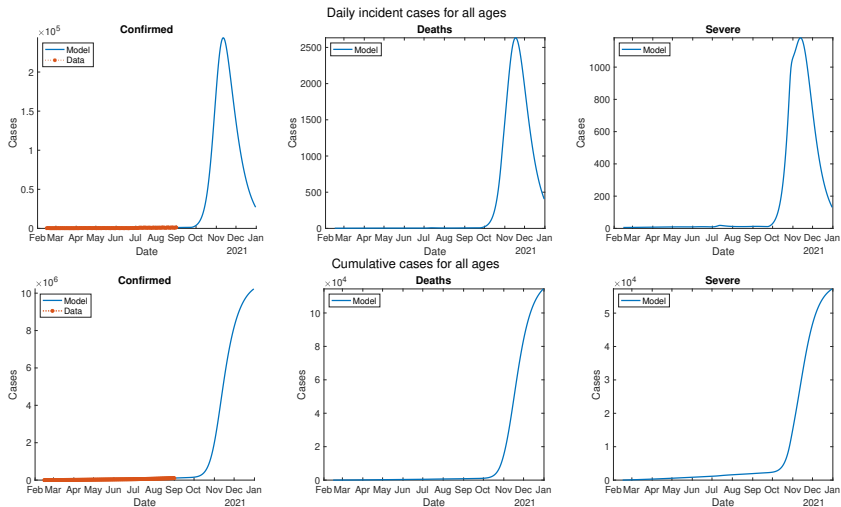 Daily incident cases for all ages
Confirmed
×10^5
Model
Data
2
1.5
1
0.5
0
Cases
Feb Mar Apr May Jun Jul Aug Sep Oct Nov Dec Jan
Date
2021
Deaths
Model
2500
2000
1500
1000
500
0
Cases
Feb Mar Apr May Jun Jul Aug Sep Oct Nov Dec Jan
Date
2021
Severe
Model
1000
800
600
400
200
0
Cases
Feb Mar Apr May Jun Jul Aug Sep Oct Nov Dec Jan
Date
2021
Cumulative cases for all ages
Confirmed
×10^6
Model
Data
10
8
6
4
2
0
Cases
Feb Mar Apr May Jun Jul Aug Sep Oct Nov Dec Jan
Date
2021
Deaths
×10^4
Model
10
8
6
4
2
0
Cases
Feb Mar Apr May Jun Jul Aug Sep Oct Nov Dec Jan
Date
2021
Severe
×10^4
Model
5
4
3
2
1
0
Cases
Feb Mar Apr May Jun Jul Aug Sep Oct Nov Dec Jan
Date
2021